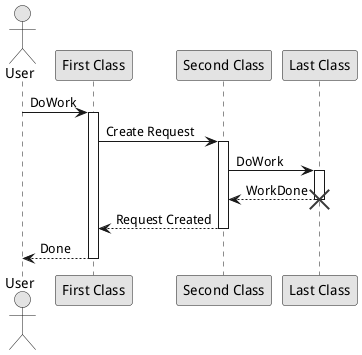 User
First Class
Second Class
Last Class
DoWork
Create Request
DoWork
WorkDone
Request Created
Done
User
First Class
Second Class
Last Class